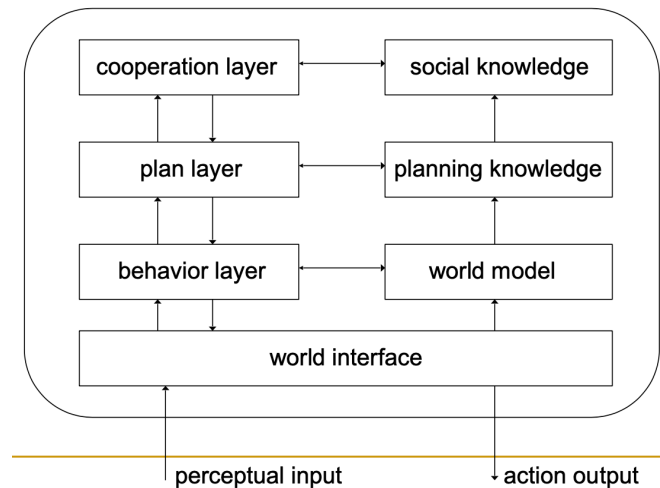 cooperation layer
social knowledge
plan layer
planning knowledge
behavior layer
world model
world interface
perceptual input
action output